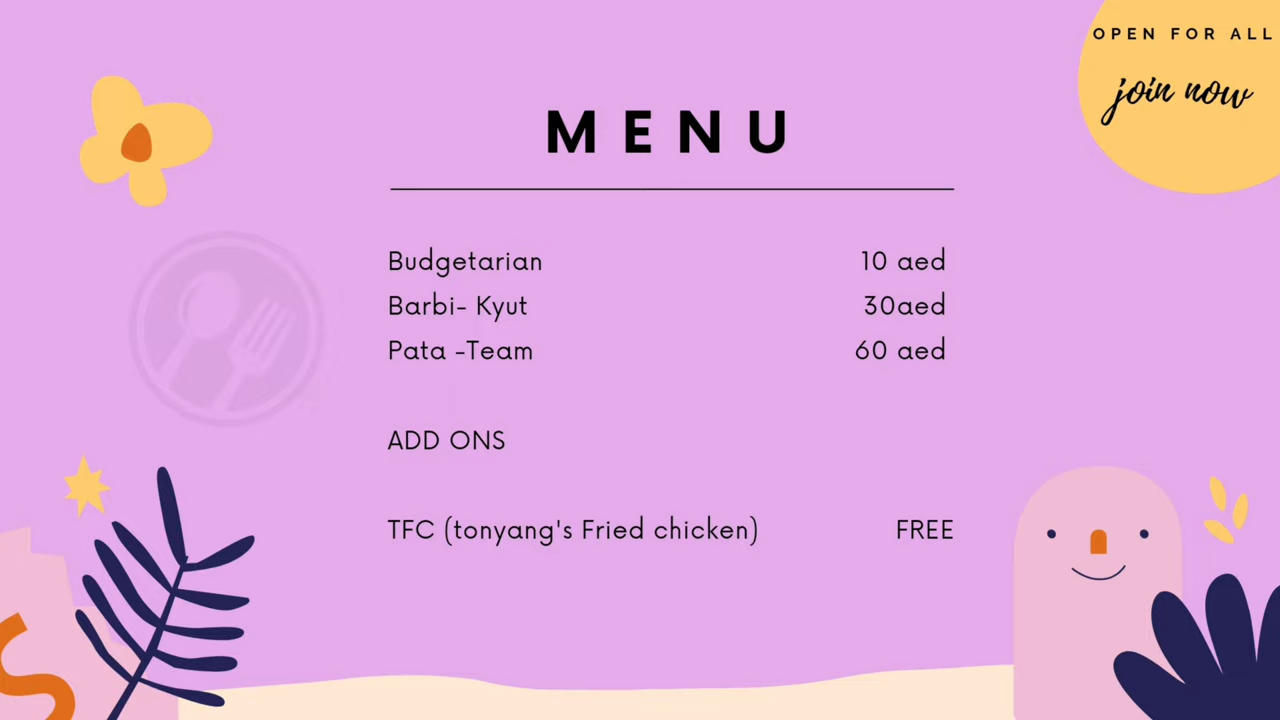 OPEN FOR ALL
join now
MENU
Budgetarian 10 aed
Barbi- Kyut 30aed
Pata -Team 60 aed
ADD ONS
TFC (tonyang's Fried chicken) FREE
S